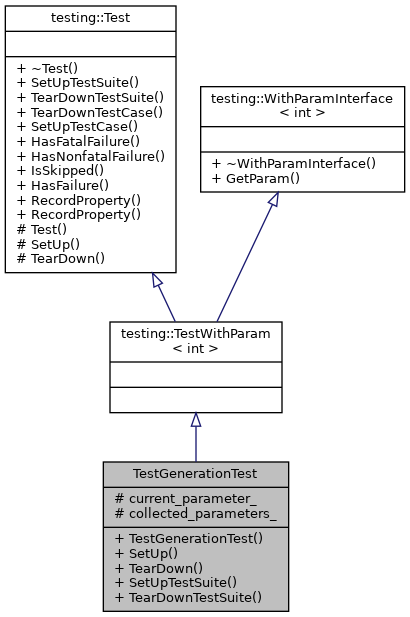 testing::Test
+ ~Test()
+ SetUpTestSuite()
+ TearDownTestSuite()
+ TearDownTestCase()
+ SetUpTestCase()
+ HasFatalFailure()
+ HasNonfatalFailure()
+ IsSkipped()
+ HasFailure()
+ RecordProperty()
+ RecordProperty()
# Test()
# SetUp()
# TearDown()
testing::WithParamInterface
< int >
+ ~WithParamInterface()
+ GetParam()
testing::TestWithParam
< int >
TestGenerationTest
# current_parameter_
# collected_parameters_
+ TestGenerationTest()
+ SetUp()
+ TearDown()
+ SetUpTestSuite()
+ TearDownTestSuite()